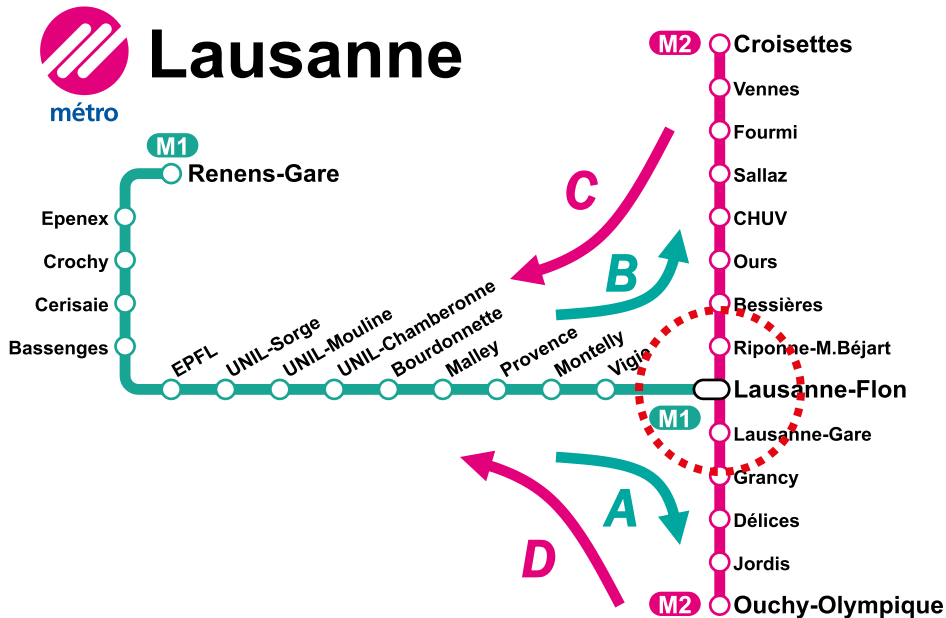 Lausanne
métro
M1
Renens-Gare
Epenex
Crochy
Cerisaie
Bassenges
EPFL
UNIL-Sorge
UNIL-Mouline
UNIL-Chamberonne
Bourdonnette
Malley
Provence
Montelly
Vigie
M1
M2
Croisettes
Vennes
Fourmi
Sallaz
CHUV
Ours
Bessières
Riponne-M.Béjart
Lausanne-Flon
Lausanne-Gare
Grancy
Délices
Jordis
M2
Ouchy-Olympique
C
B
A
D